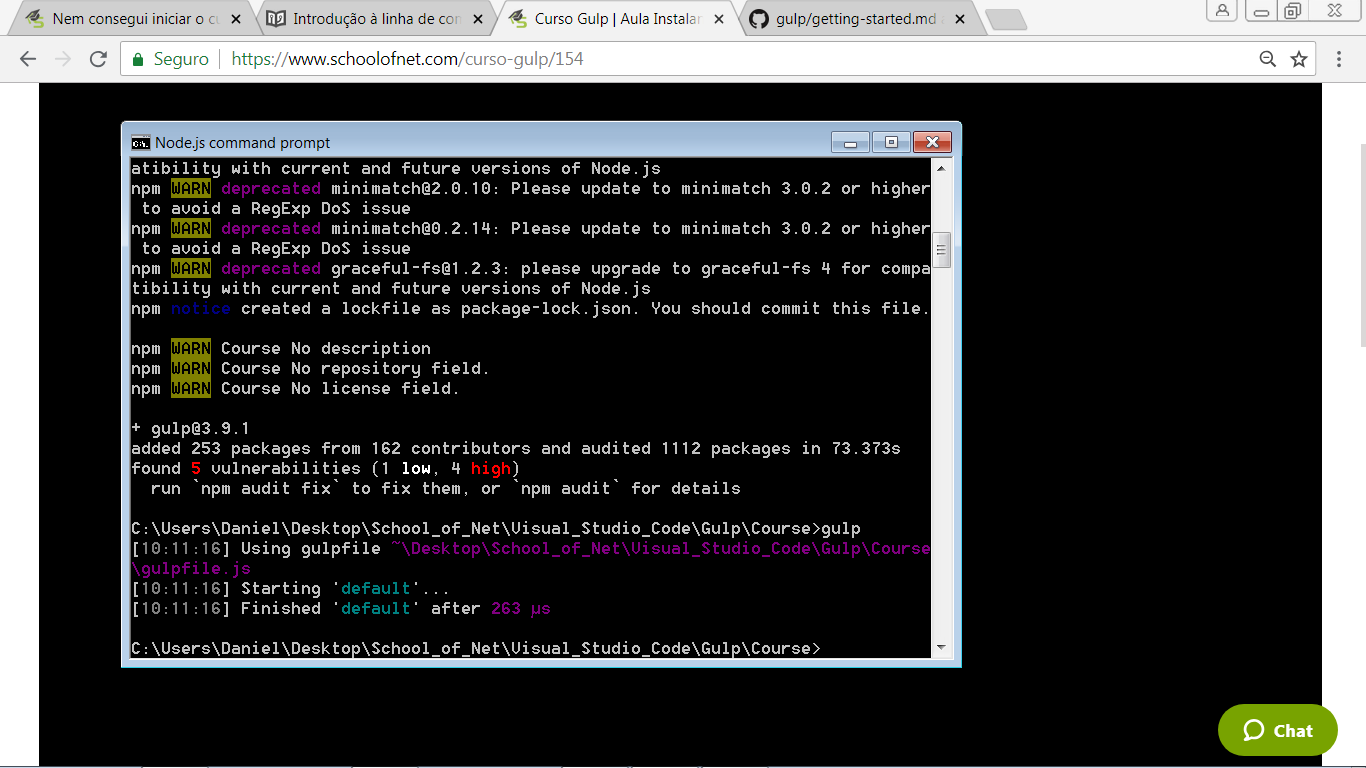 Nem consegui iniciar o cu
Introdução à linha de con
Curso Gulp | Aula Instalar
gulp/getting-started.md
Seguro
https://www.schoolofnet.com/curso-gulp/154
Node.js command prompt
atibility with current and future versions of Node.js
npm WARN deprecated minimatch@2.0.10: Please update to minimatch 3.0.2 or higher
to avoid a RegExp DoS issue
npm WARN deprecated minimatch@0.2.14: Please update to minimatch 3.0.2 or higher
to avoid a RegExp DoS issue
npm WARN deprecated graceful-fs@1.2.3: please upgrade to graceful-fs 4 for compa
tibility with current and future versions of Node.js
npm notice created a lockfile as package-lock.json. You should commit this file.
npm WARN Course No description
npm WARN Course No repository field.
npm WARN Course No license field.
+ gulp@3.9.1
added 253 packages from 162 contributors and audited 1112 packages in 73.373s
found 5 vulnerabilities (1 low, 4 high)
run `npm audit fix` to fix them, or `npm audit` for details
C:\Users\Daniel\Desktop\School_of_Net\Visual_Studio_Code\Gulp\Course>gulp
[10:11:16] Using gulpfile ~\Desktop\School_of_Net\Visual_Studio_Code\Gulp\Course
\gulpfile.js
[10:11:16] Starting 'default'...
[10:11:16] Finished 'default' after 263 µs
C:\Users\Daniel\Desktop\School_of_Net\Visual_Studio_Code\Gulp\Course>
Chat